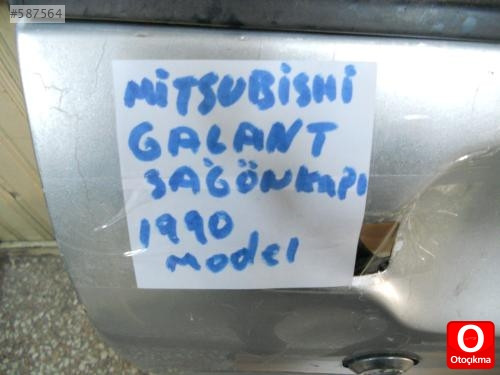 #587564
MiTSUBiSHi
GALANT
SAĞÖNKAPI
1990
MODEl
O
Otoçıkma